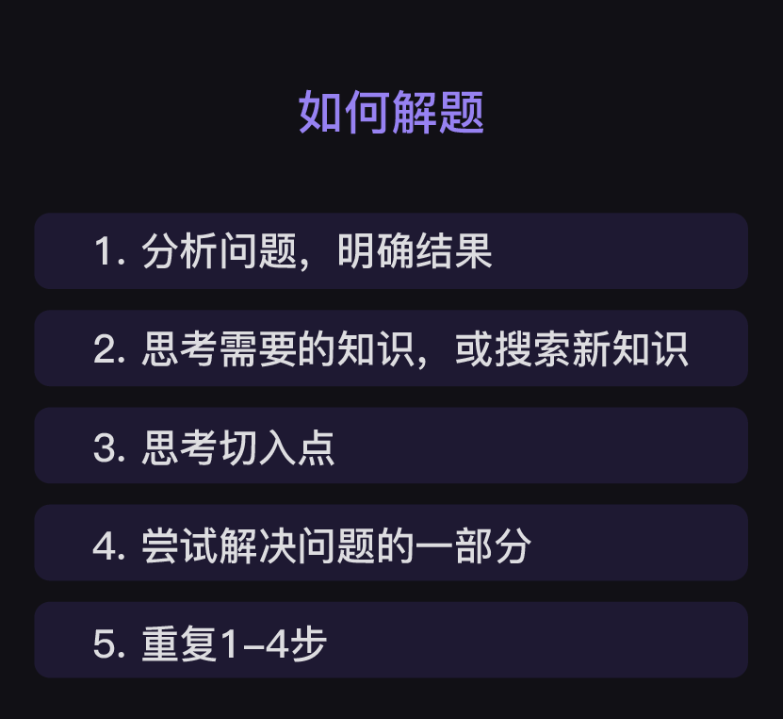 如何解题
1. 分析问题，明确结果
2. 思考需要的知识，或搜索新知识
3. 思考切入点
4. 尝试解决问题的一部分
5. 重复1–4步